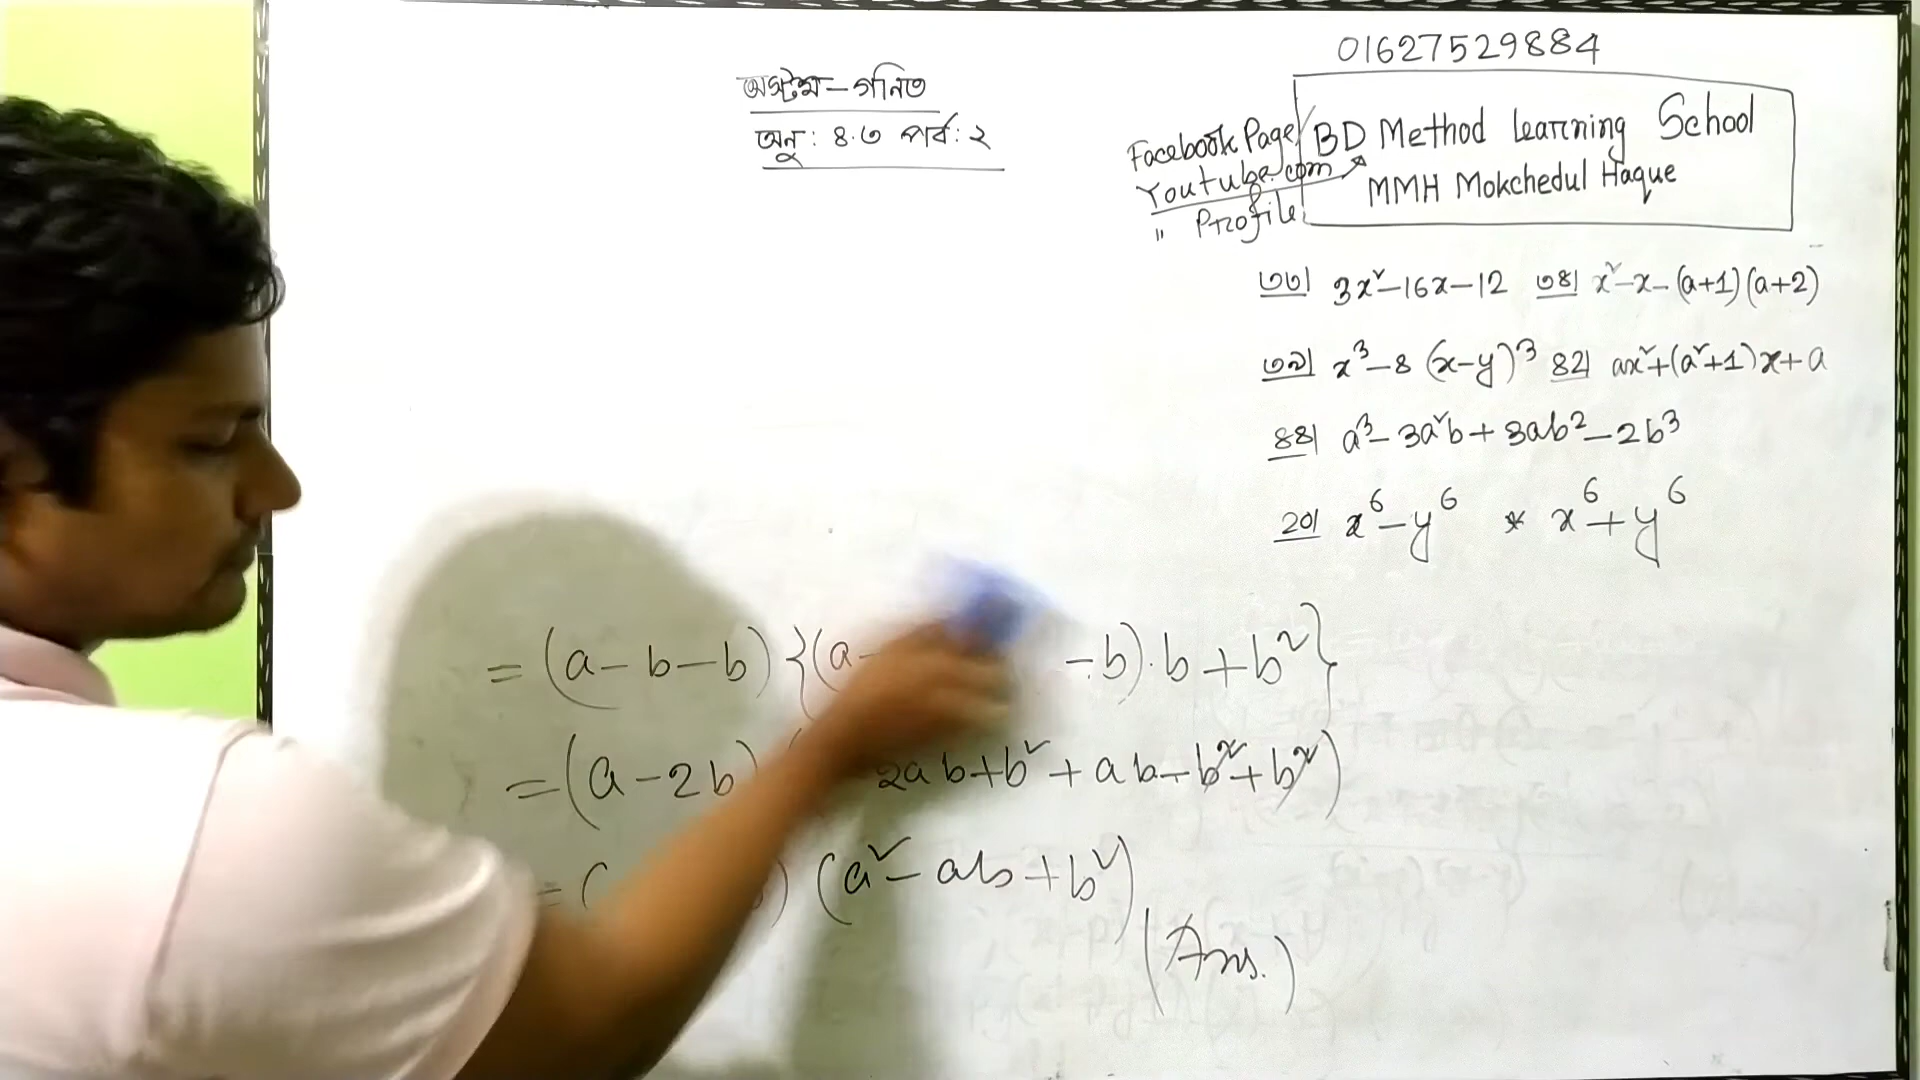 01627529884
অষ্টম – গনিত
অনু: ৪.৩ পর্ব: ২
Facebook Page/ BD Method Learning School
Youtube.com MMH Mokchedul Haque
" Profile
৩৩| 3x²–16x–12 ৩৪| x²–x–(a+1)(a+2)
৩৯| x³–8(x–y)³ ৪২| ax²+(a²+1)x+a
৪৪| a³–3a²b+3ab²–2b³
20| x⁶–y⁶ * x⁶+y⁶
= (a–b–b) {(a– –b).b+b²}
= (a–2b) 2ab+b²+ab–b²+b²)
= ( ) (a²–ab+b²)
(Ans.)